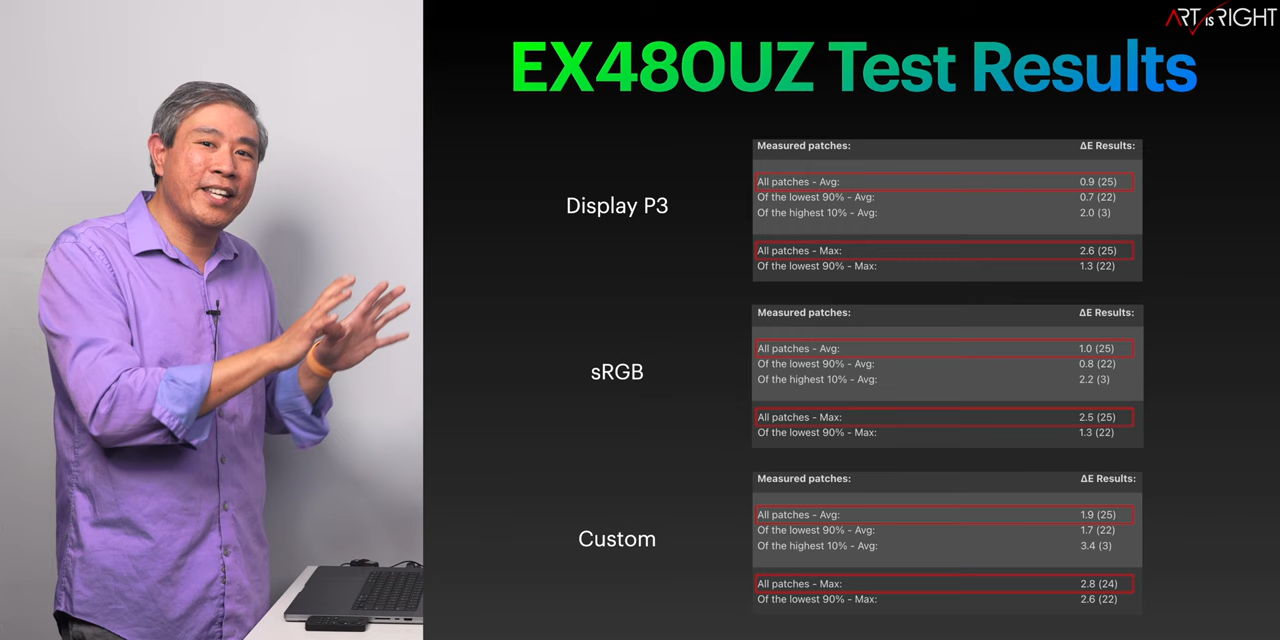 ART IS RIGHT
EX480UZ Test Results
Display P3
Measured patches: ΔE Results:
All patches - Avg: 0.9 (25)
Of the lowest 90% - Avg: 0.7 (22)
Of the highest 10% - Avg: 2.0 (3)
All patches - Max: 2.6 (25)
Of the lowest 90% - Max: 1.3 (22)
sRGB
Measured patches: ΔE Results:
All patches - Avg: 1.0 (25)
Of the lowest 90% - Avg: 0.8 (22)
Of the highest 10% - Avg: 2.2 (3)
All patches - Max: 2.5 (25)
Of the lowest 90% - Max: 1.3 (22)
Custom
Measured patches: ΔE Results:
All patches - Avg: 1.9 (25)
Of the lowest 90% - Avg: 1.7 (22)
Of the highest 10% - Avg: 3.4 (3)
All patches - Max: 2.8 (24)
Of the lowest 90% - Max: 2.6 (22)